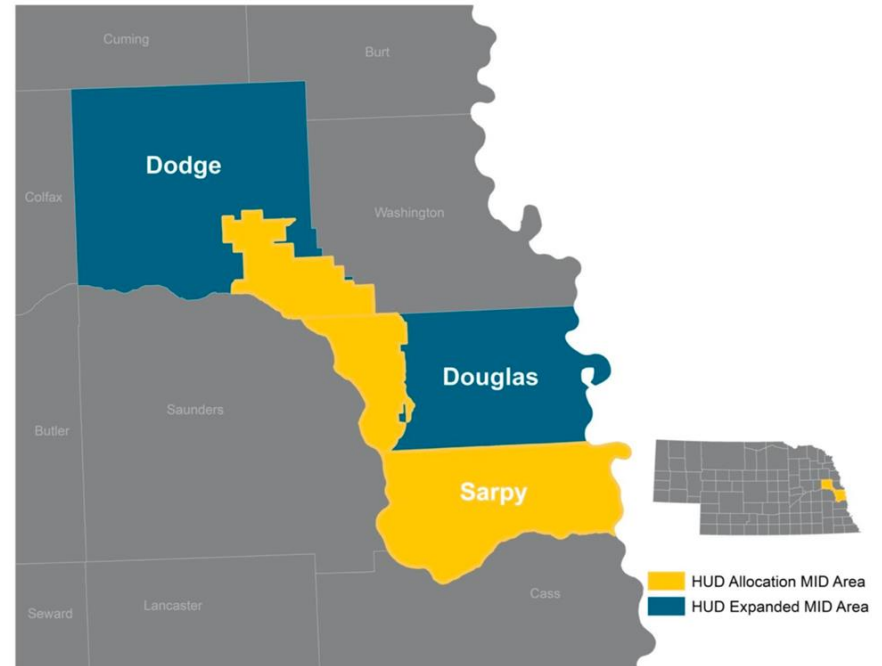 Cuming
Burt
Dodge
Colfax
Washington
Douglas
Saunders
Butler
Sarpy
HUD Allocation MID Area
HUD Expanded MID Area
Cass
Lancaster
Seward